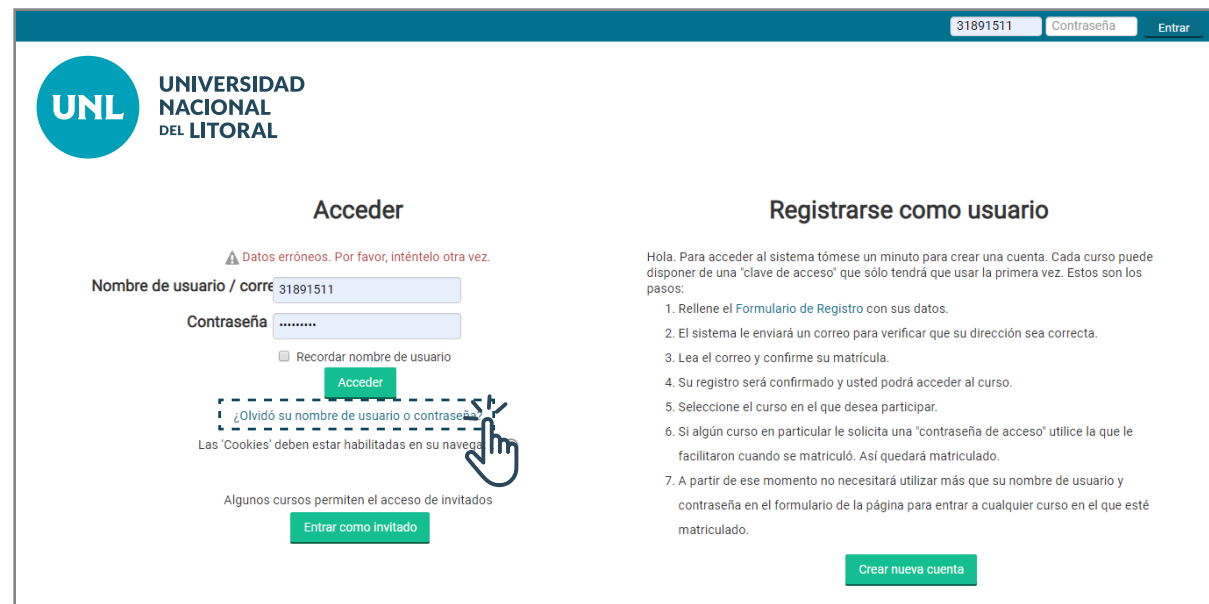 31891511 Contraseña Entrar
UNL
UNIVERSIDAD
NACIONAL
DEL LITORAL
Acceder
Datos erróneos. Por favor, inténtelo otra vez.
Nombre de usuario / corre 31891511
Contraseña •••••••••
Recordar nombre de usuario
Acceder
¿Olvidó su nombre de usuario o contraseña?
Las 'Cookies' deben estar habilitadas en su navega
Algunos cursos permiten el acceso de invitados
Entrar como invitado
Registrarse como usuario
Hola. Para acceder al sistema tómese un minuto para crear una cuenta. Cada curso puede
disponer de una "clave de acceso" que sólo tendrá que usar la primera vez. Estos son los
pasos:
1. Rellene el Formulario de Registro con sus datos.
2. El sistema le enviará un correo para verificar que su dirección sea correcta.
3. Lea el correo y confirme su matrícula.
4. Su registro será confirmado y usted podrá acceder al curso.
5. Seleccione el curso en el que desea participar.
6. Si algún curso en particular le solicita una "contraseña de acceso" utilice la que le
facilitaron cuando se matriculó. Así quedará matriculado.
7. A partir de ese momento no necesitará utilizar más que su nombre de usuario y
contraseña en el formulario de la página para entrar a cualquier curso en el que esté
matriculado.
Crear nueva cuenta